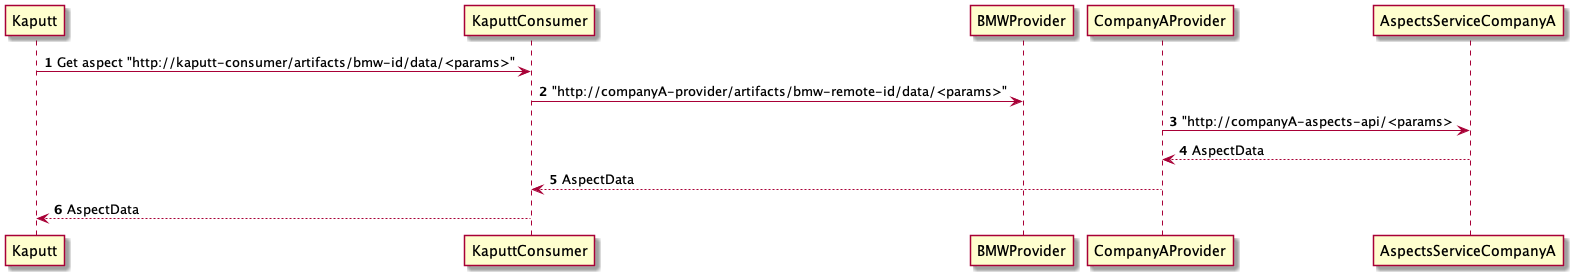 Kaputt KaputtConsumer BMWProvider CompanyAProvider AspectsServiceCompanyA
1 Get aspect "http://kaputt-consumer/artifacts/bmw-id/data/<params>"
2 "http://companyA-provider/artifacts/bmw-remote-id/data/<params>"
3 "http://companyA-aspects-api/<params>
4 AspectData
5 AspectData
6 AspectData
Kaputt KaputtConsumer BMWProvider CompanyAProvider AspectsServiceCompanyA